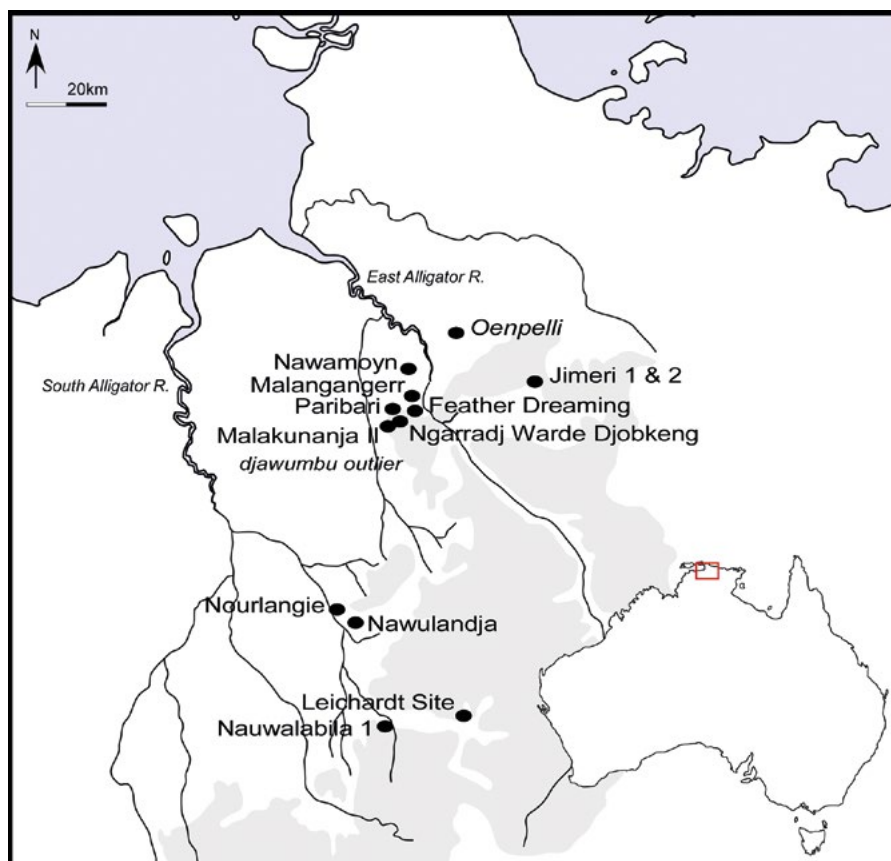 N
20km
East Alligator R.
Oenpelli
Nawamoyn
Jimeri 1 & 2
South Alligator R.
Malangangerr
Paribari
Feather Dreaming
Malakunanja II
Ngarradj Warde Djobkeng
djawumbu outlier
Nourlangie
Nawulandja
Leichardt Site
Nauwalabila 1